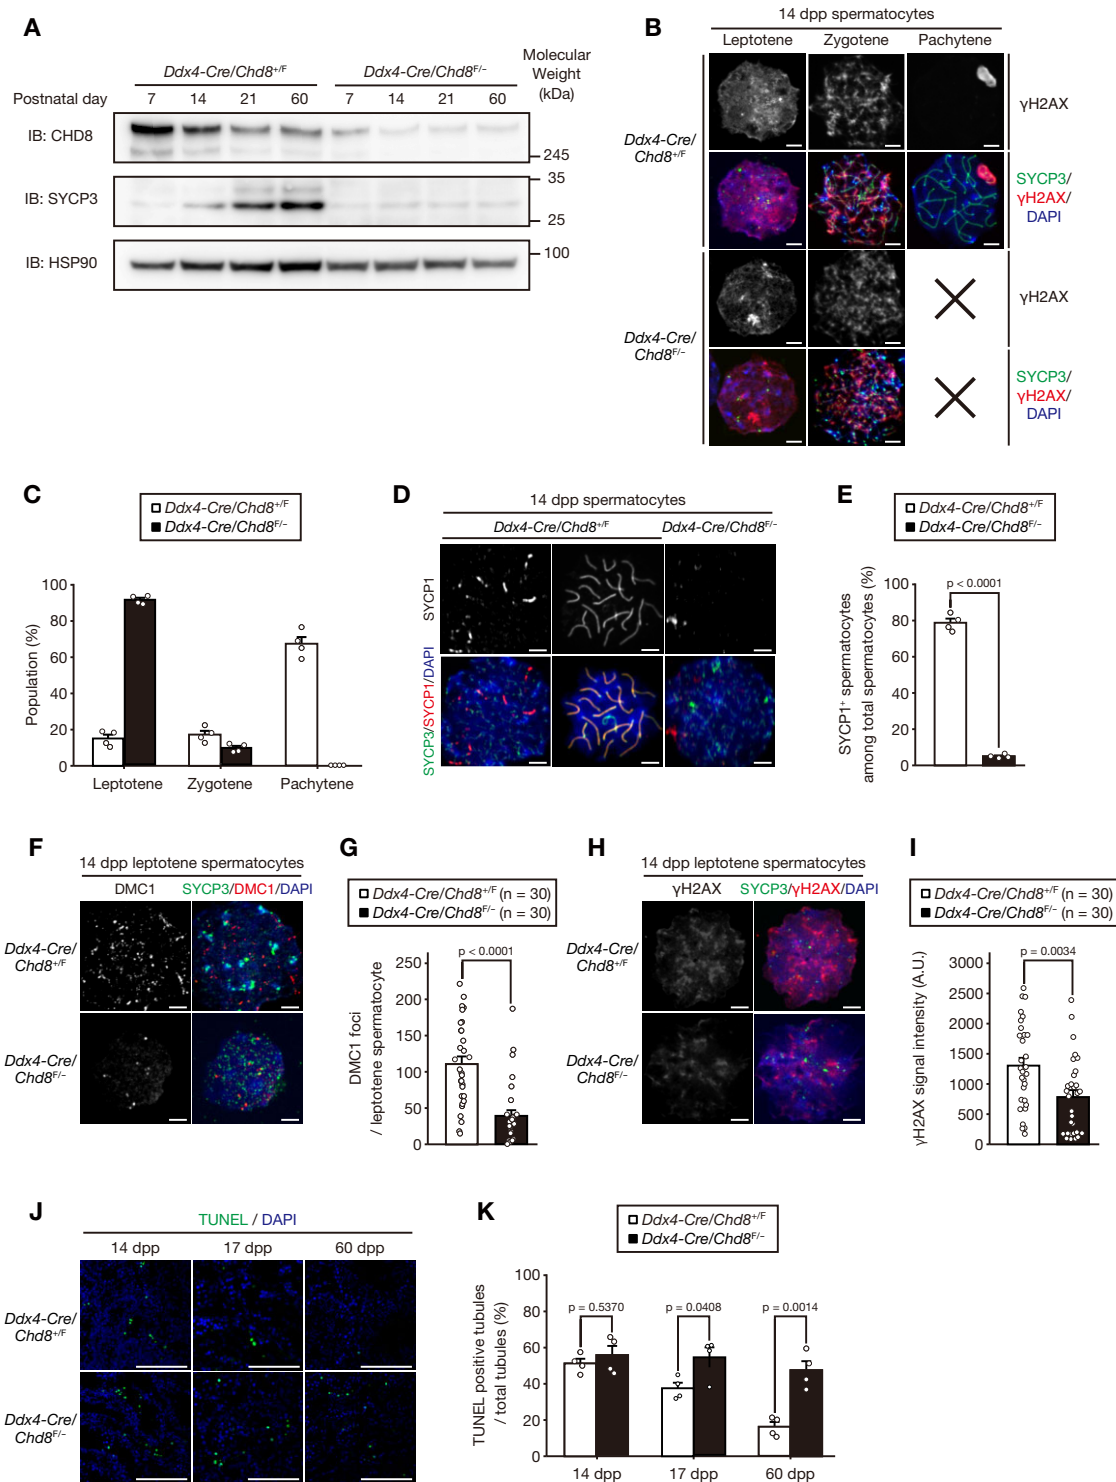 A
Ddx4-Cre/Chd8+/F
Ddx4-Cre/Chd8F/−
Molecular Weight (kDa)
Postnatal day 7 14 21 60 7 14 21 60
IB: CHD8
245
IB: SYCP3
35
25
IB: HSP90
100
B
14 dpp spermatocytes
Leptotene Zygotene Pachytene
Ddx4-Cre/
Chd8+/F
γH2AX
SYCP3/
γH2AX/
DAPI
Ddx4-Cre/
Chd8F/−
γH2AX
SYCP3/
γH2AX/
DAPI
C
Ddx4-Cre/Chd8+/F
Ddx4-Cre/Chd8F/−
Population (%)
100
80
60
40
20
0
Leptotene Zygotene Pachytene
D
14 dpp spermatocytes
Ddx4-Cre/Chd8+/F Ddx4-Cre/Chd8F/−
SYCP1
SYCP3/SYCP1/DAPI
E
Ddx4-Cre/Chd8+/F
Ddx4-Cre/Chd8F/−
SYCP1+ spermatocytes
among total spermatocytes (%)
p < 0.0001
100
80
60
40
20
0
F
14 dpp leptotene spermatocytes
DMC1 SYCP3/DMC1/DAPI
Ddx4-Cre/
Chd8+/F
Ddx4-Cre/
Chd8F/−
G
Ddx4-Cre/Chd8+/F (n = 30)
Ddx4-Cre/Chd8F/− (n = 30)
DMC1 foci
/ leptotene spermatocyte
p < 0.0001
250
200
150
100
50
0
H
14 dpp leptotene spermatocytes
γH2AX SYCP3/γH2AX/DAPI
Ddx4-Cre/
Chd8+/F
Ddx4-Cre/
Chd8F/−
I
Ddx4-Cre/Chd8+/F (n = 30)
Ddx4-Cre/Chd8F/− (n = 30)
γH2AX signal intensity (A.U.)
p = 0.0034
3000
2500
2000
1500
1000
500
0
J
TUNEL / DAPI
14 dpp 17 dpp 60 dpp
Ddx4-Cre/
Chd8+/F
Ddx4-Cre/
Chd8F/−
K
Ddx4-Cre/Chd8+/F
Ddx4-Cre/Chd8F/−
TUNEL positive tubules
/ total tubules (%)
100
80
60
40
20
0
p = 0.5370 p = 0.0408 p = 0.0014
14 dpp 17 dpp 60 dpp